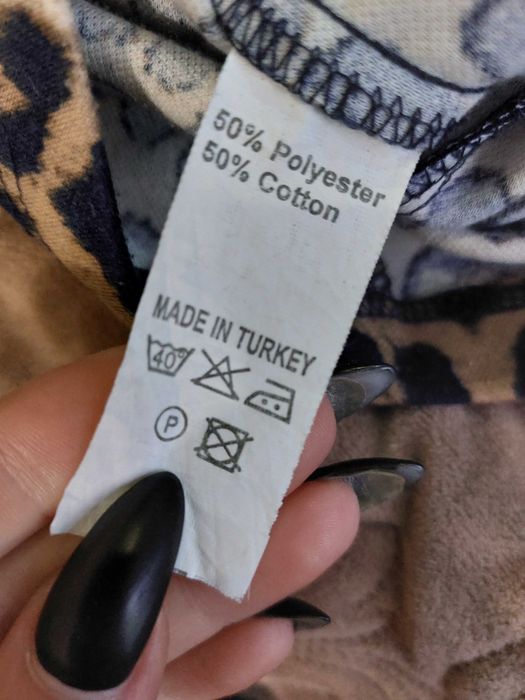 50% Polyester
50% Cotton
MADE IN TURKEY
40°
P